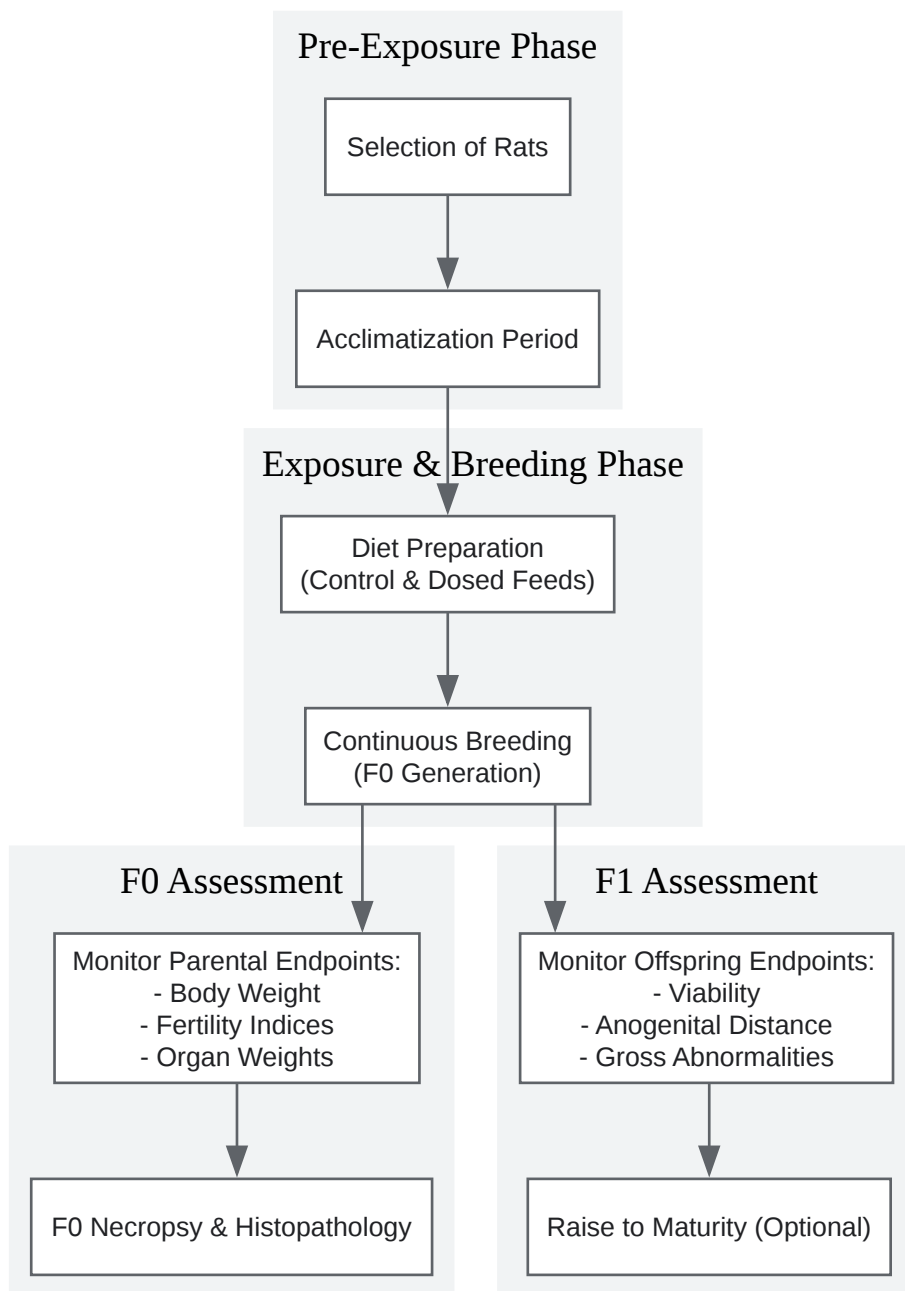 Pre-Exposure Phase
Selection of Rats
Acclimatization Period
Exposure & Breeding Phase
Diet Preparation
(Control & Dosed Feeds)
Continuous Breeding
(F0 Generation)
F0 Assessment
Monitor Parental Endpoints:
- Body Weight
- Fertility Indices
- Organ Weights
F0 Necropsy & Histopathology
F1 Assessment
Monitor Offspring Endpoints:
- Viability
- Anogenital Distance
- Gross Abnormalities
Raise to Maturity (Optional)